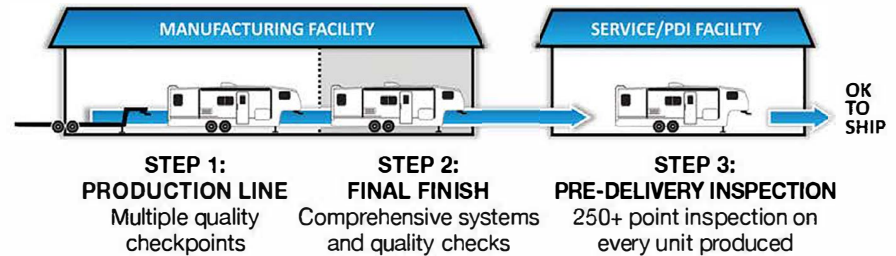 MANUFACTURING FACILITY
SERVICE/PDI FACILITY
OK
TO
SHIP
STEP 1:
PRODUCTION LINE
Multiple quality
checkpoints
STEP 2:
FINAL FINISH
Comprehensive systems
and quality checks
STEP 3:
PRE-DELIVERY INSPECTION
250+ point inspection on
every unit produced